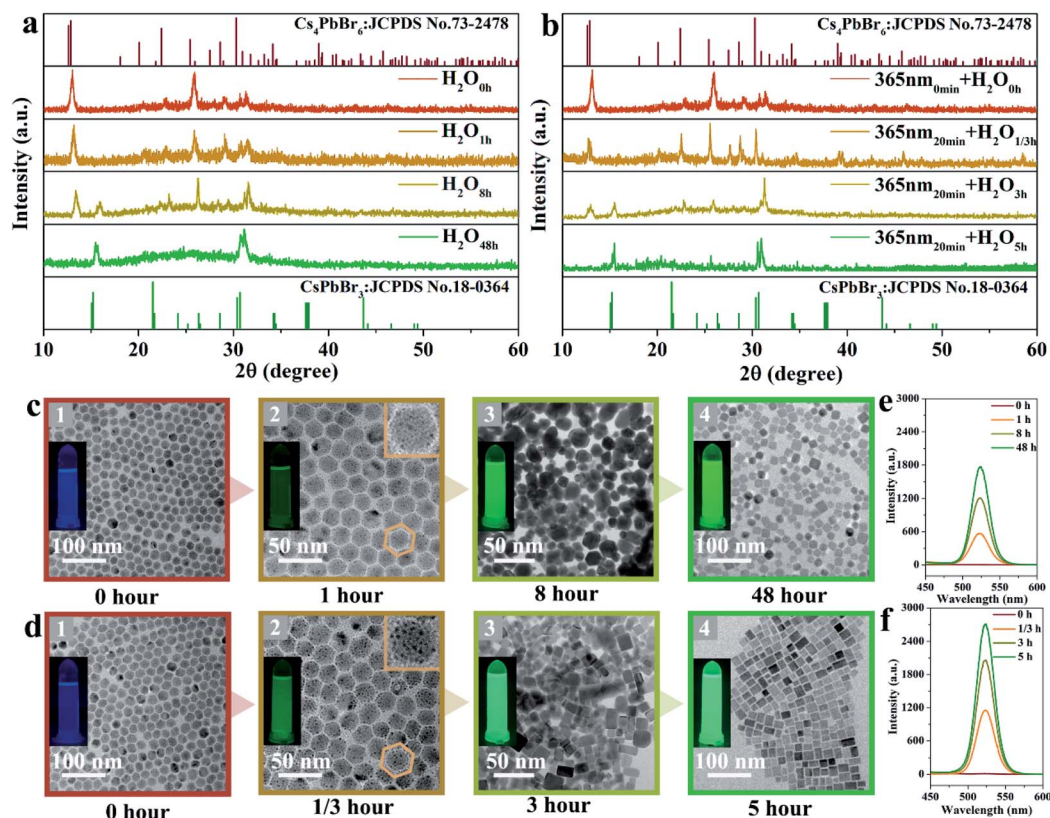 a
Cs₄PbBr₆:JCPDS No.73-2478
H₂O₀ₕ
H₂O₁ₕ
H₂O₈ₕ
H₂O₄₈ₕ
CsPbBr₃:JCPDS No.18-0364
Intensity (a.u.)
10 20 30 40 50 60
2θ (degree)
b
Cs₄PbBr₆:JCPDS No.73-2478
365nm₀ₘᵢₙ+H₂O₀ₕ
365nm₂₀ₘᵢₙ+H₂O₁/₃ₕ
365nm₂₀ₘᵢₙ+H₂O₃ₕ
365nm₂₀ₘᵢₙ+H₂O₅ₕ
CsPbBr₃:JCPDS No.18-0364
Intensity (a.u.)
10 20 30 40 50 60
2θ (degree)
c
1
100 nm
0 hour
2
50 nm
1 hour
3
50 nm
8 hour
4
100 nm
48 hour
e
3000
2400
1800
1200
600
0
Intensity (a.u.)
0 h
1 h
8 h
48 h
450 500 550 600
Wavelength (nm)
d
1
100 nm
0 hour
2
50 nm
1/3 hour
3
50 nm
3 hour
4
100 nm
5 hour
f
3000
2400
1800
1200
600
0
Intensity (a.u.)
0 h
1/3 h
3 h
5 h
450 500 550 600
Wavelength (nm)